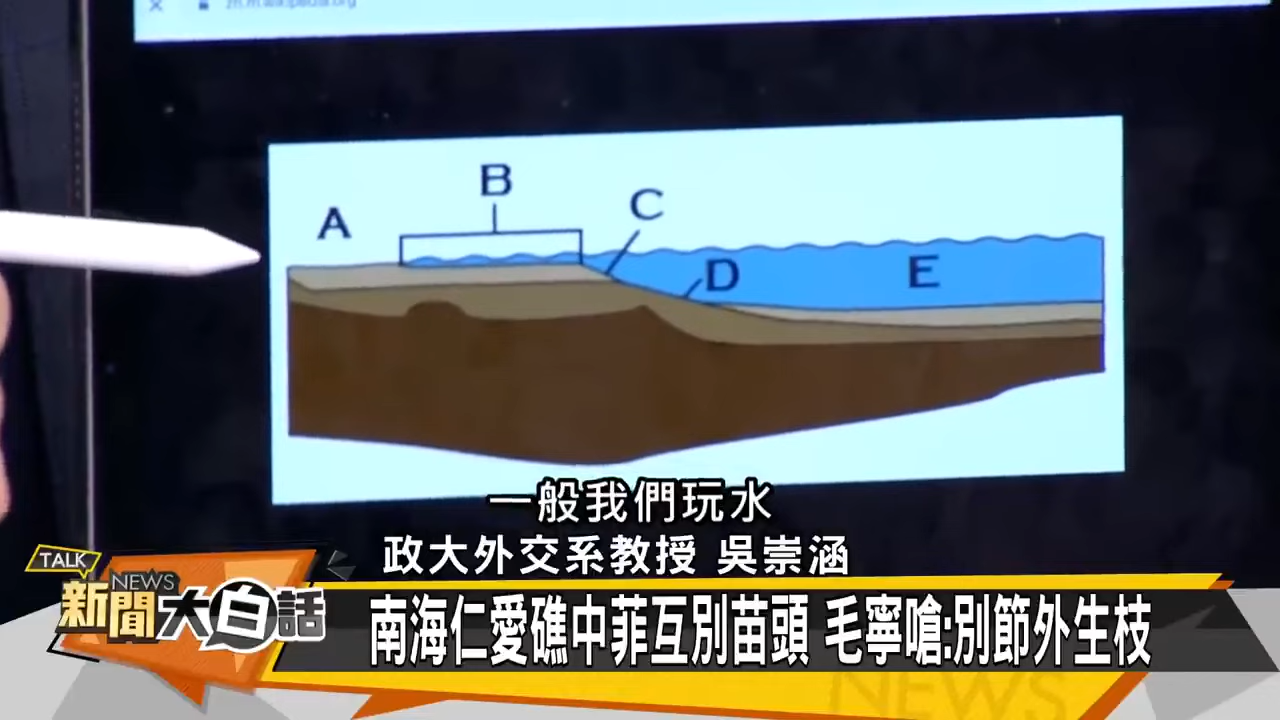 B
A
C
D
E
一般我們玩水
政大外交系教授 吳崇涵
TALK
NEWS
新聞大白話
南海仁愛礁中菲互別苗頭 毛寧嗆:別節外生枝
NEWS